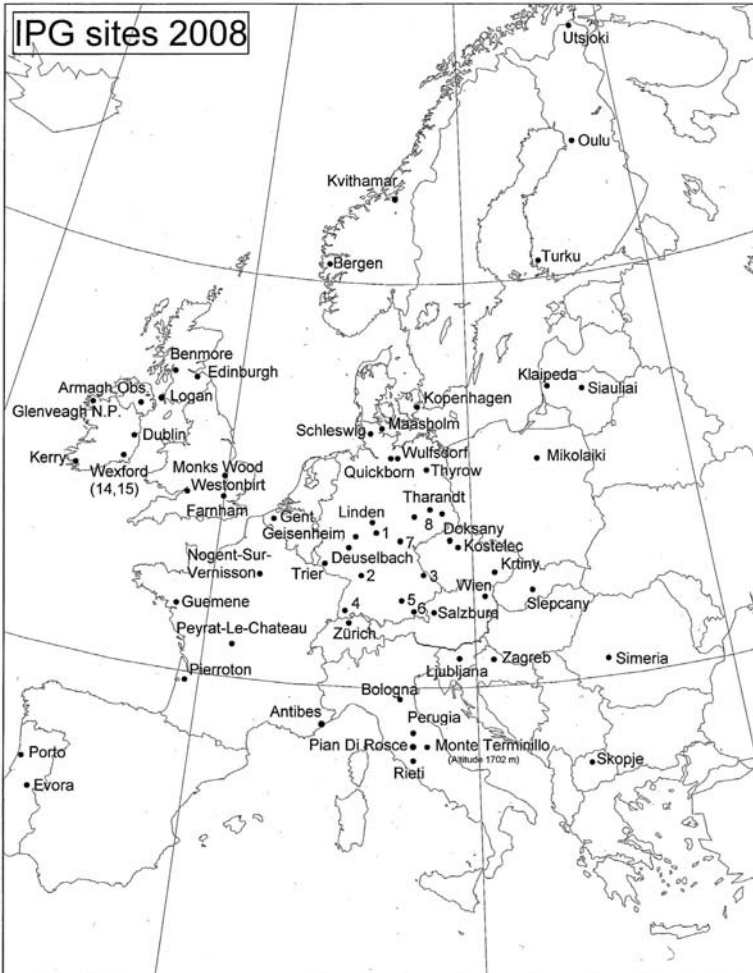 IPG sites 2008
Utsjoki
Oulu
Kvithamar
Bergen
Turku
Benmore
Edinburgh
Armagh Obs.
Logan
Glenveagh N.P.
Dublin
Kerry
Wexford
(14,15)
Monks Wood
Westonbirt
Farnham
Klaipeda
Siauliai
Kopenhagen
Maasholm
Schleswig
Wulfsdorf
Quickborn
Thyrow
Mikolaiki
Tharandt
8
Linden
Gent
Geisenheim
1
7
Doksany
Kostelec
Deuselbach
Trier
2
3
Krtiny
Nogent-Sur-
Vernisson
Wien
Slepcany
Guemene
4
5
6
Salzburg
Zürich
Peyrat-Le-Chateau
Pierroton
Ljubljana
Zagreb
Simeria
Bologna
Antibes
Perugia
Pian Di Rosce
Monte Terminillo
(Altitude 1702 m)
Rieti
Skopje
Porto
Evora